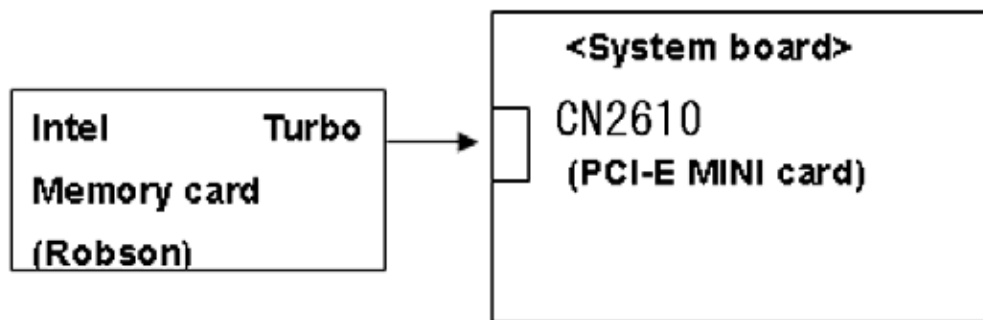 <System board>
CN2610
(PCI-E MINI card)
Intel Turbo
Memory card
(Robson)